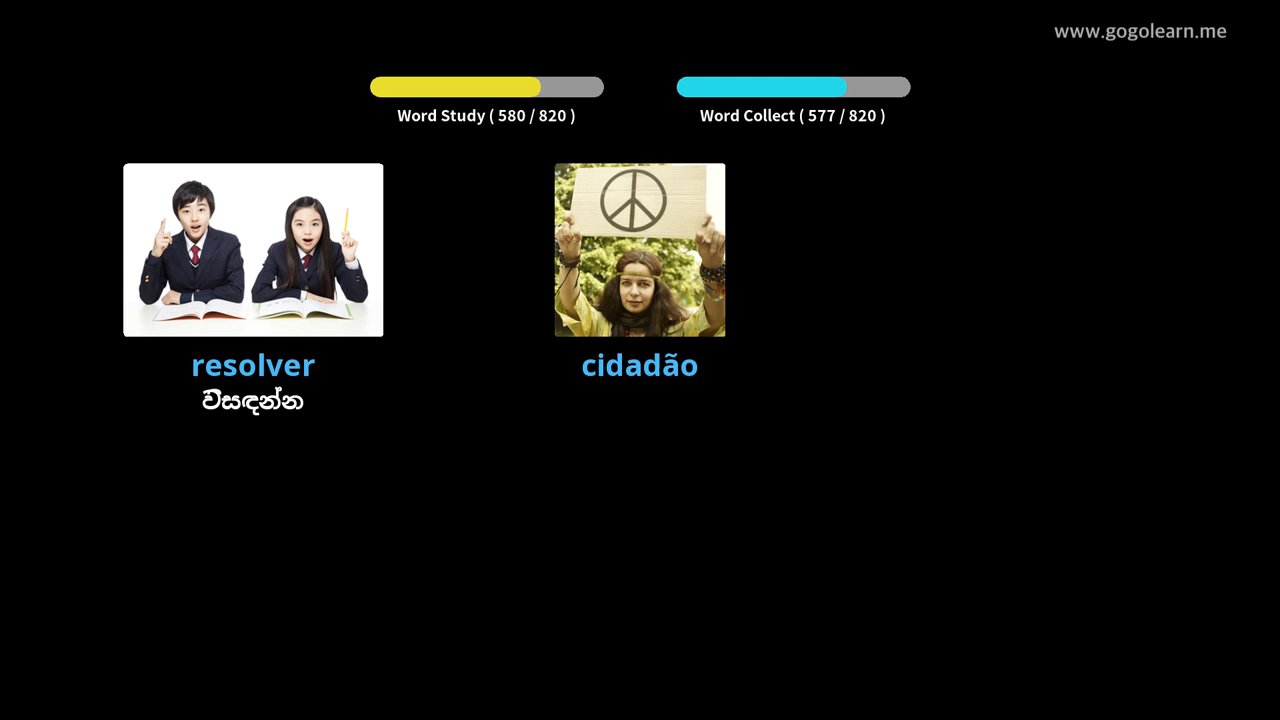 www.gogolearn.me
Word Study ( 580 / 820 )
Word Collect ( 577 / 820 )
resolver
විසඳන්න
cidadão